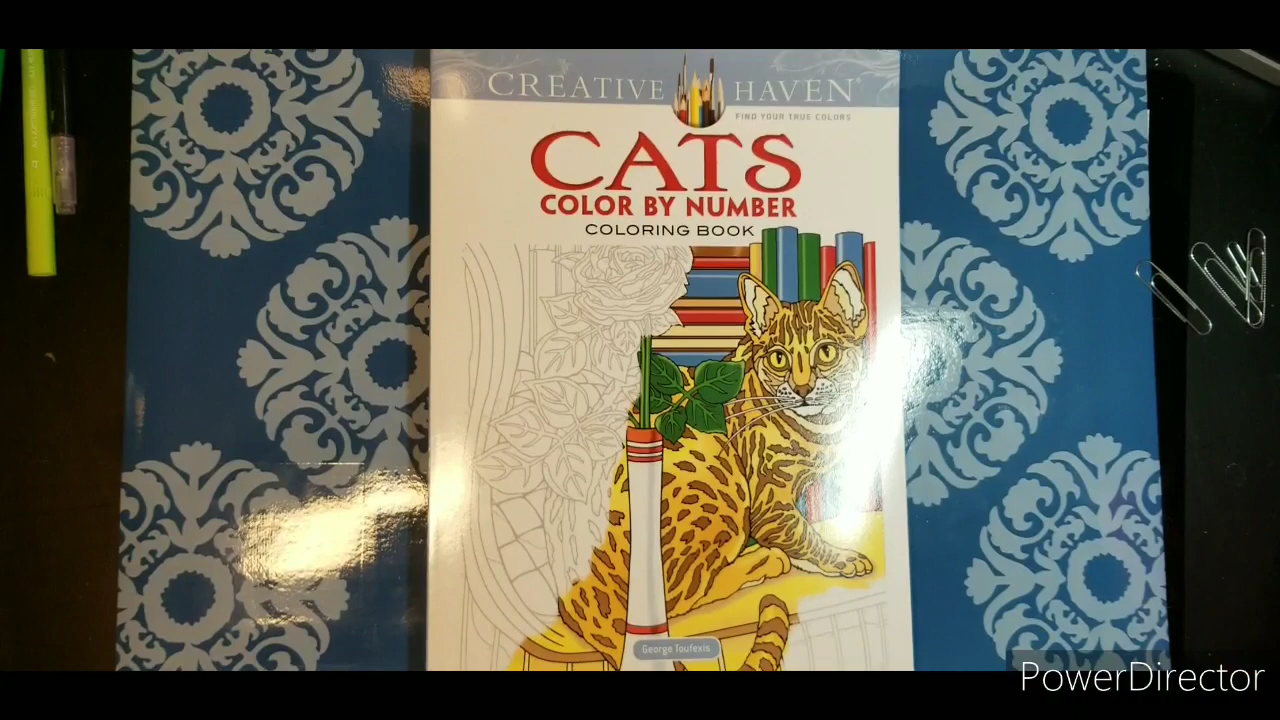 CREATIVE HAVEN®
FIND YOUR TRUE COLORS
CATS
COLOR BY NUMBER
COLORING BOOK
George Toufexis
PowerDirector